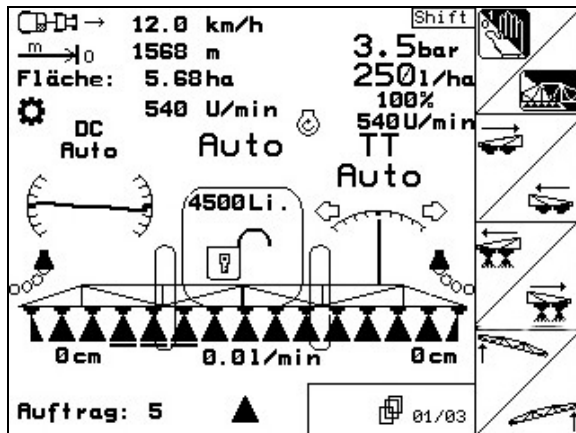 12.0 km/h
Shift
m
0
1568 m
3.5bar
Fläche: 5.68ha
250l/ha
100%
540 U/min
540U/min
DC
Auto
Auto
TT
Auto
4500Li.
0cm
0.0l/min
0cm
Auftrag: 5
01/03